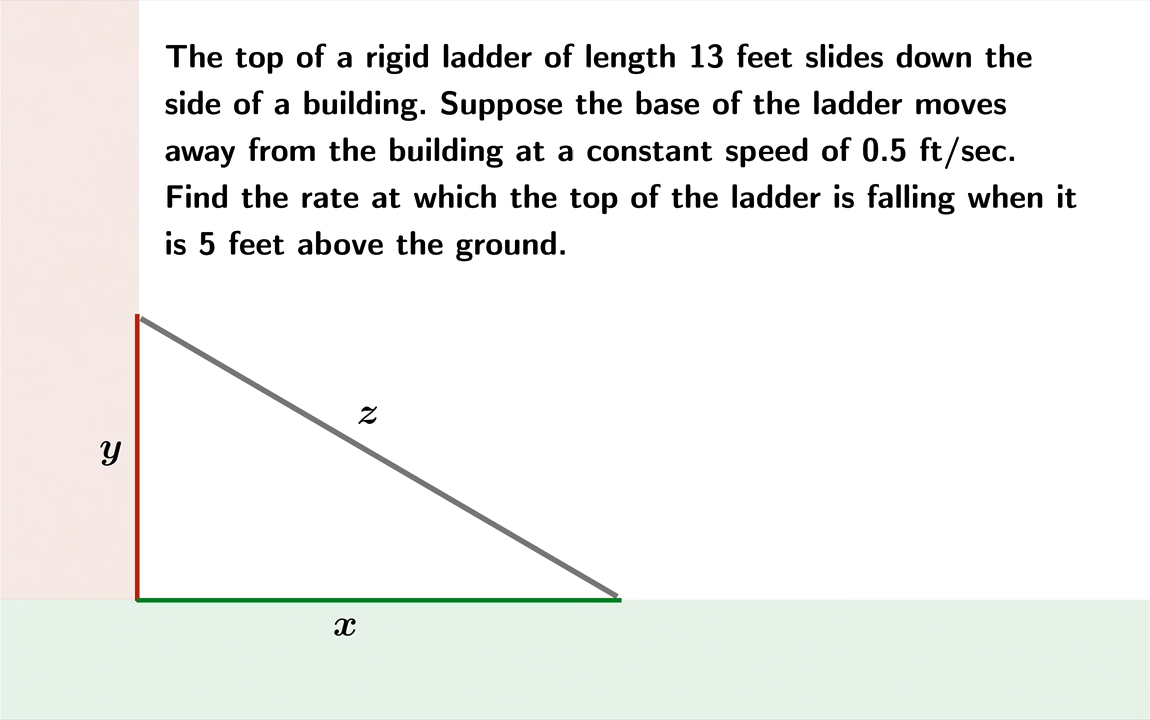 The top of a rigid ladder of length 13 feet slides down the
side of a building. Suppose the base of the ladder moves
away from the building at a constant speed of 0.5 ft/sec.
Find the rate at which the top of the ladder is falling when it
is 5 feet above the ground.
z
y
x